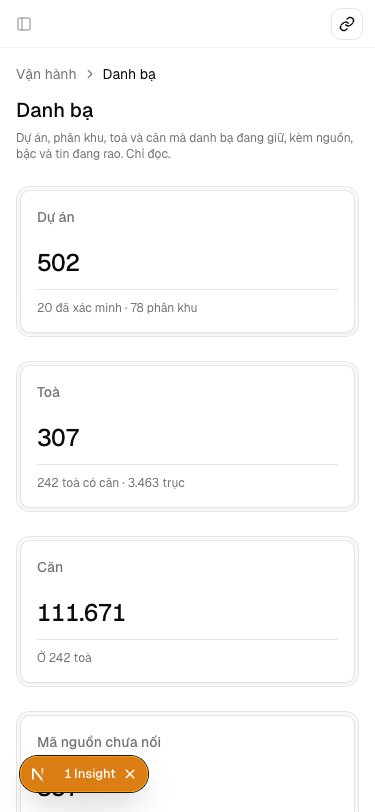 Vận hành > Danh bạ
Danh bạ
Dự án, phân khu, toà và căn mà danh bạ đang giữ, kèm nguồn,
bậc và tin đang rao. Chỉ đọc.
Dự án
502
20 đã xác minh · 78 phân khu
Toà
307
242 toà có căn · 3.463 trục
Căn
111.671
Ở 242 toà
Mã nguồn chưa nối
N 1 Insight ×